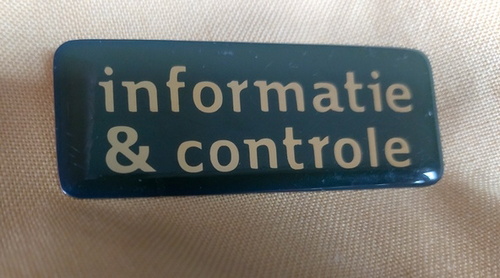 informatie
& controle